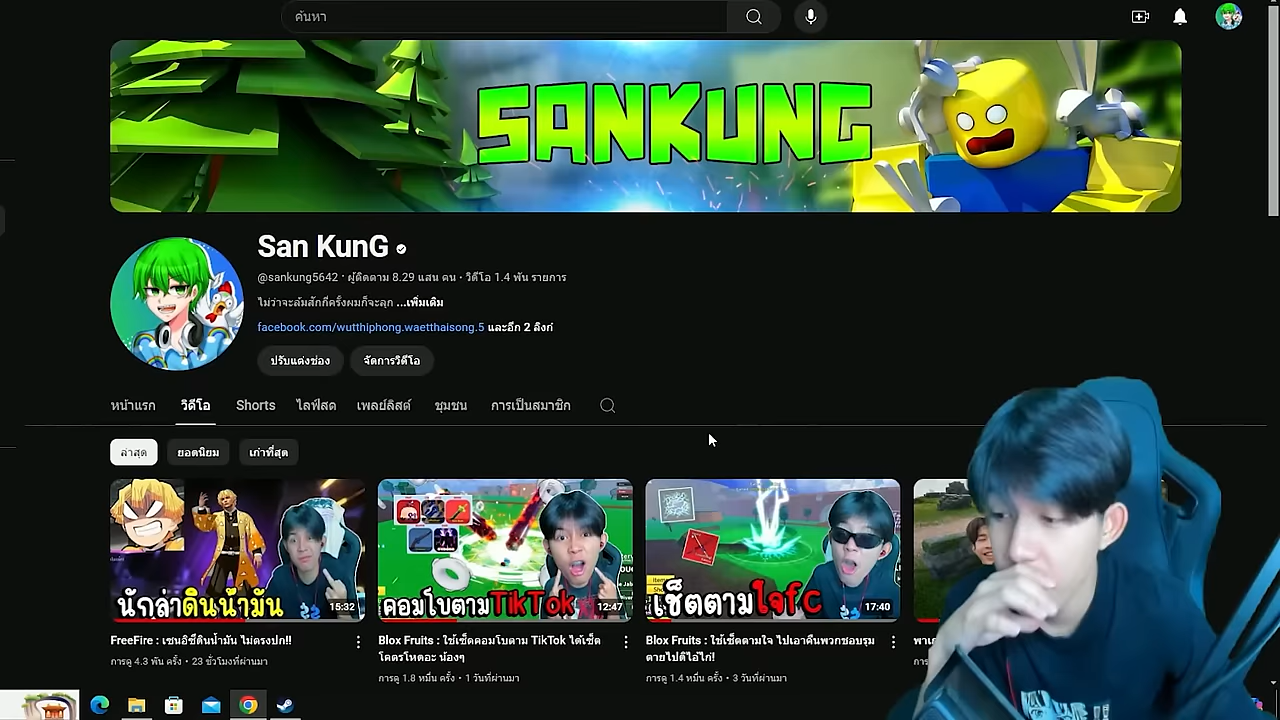 ค้นหา
SANKUNG
San KunG
@sankung5642 · ผู้ติดตาม 8.29 แสน คน · วิดีโอ 1.4 พัน รายการ
ไม่ว่าจะล้มสักกี่ครั้งผมก็จะลุก ...เพิ่มเติม
facebook.com/wutthiphong.waetthaisong.5 และอีก 2 ลิงก์
ปรับแต่งช่อง
จัดการวิดีโอ
หน้าแรก วิดีโอ Shorts ไลฟ์สด เพลย์ลิสต์ ชุมชน การเป็นสมาชิก
ล่าสุด ยอดนิยม เก่าที่สุด
นักล่าดินน้ำมัน
15:32
คอมโบตามTikTok
12:47
เซ็ตตามใจfc
17:40
FreeFire : เซนอิซึดินน้ำมัน ไม่ตรงปก!!
การดู 4.3 พัน ครั้ง · 23 ชั่วโมงที่ผ่านมา
Blox Fruits : ใช้เซ็ตคอมโบตาม TikTok ได้เซ็ต
โคตรโหดอะ น้องๆ
การดู 1.8 หมื่น ครั้ง · 1 วันที่ผ่านมา
Blox Fruits : ใช้เซ็ตตามใจ ไปเอาคืนพวกชอบรุม
ตายไปดิไอ้ไก่!
การดู 1.4 หมื่น ครั้ง · 3 วันที่ผ่านมา